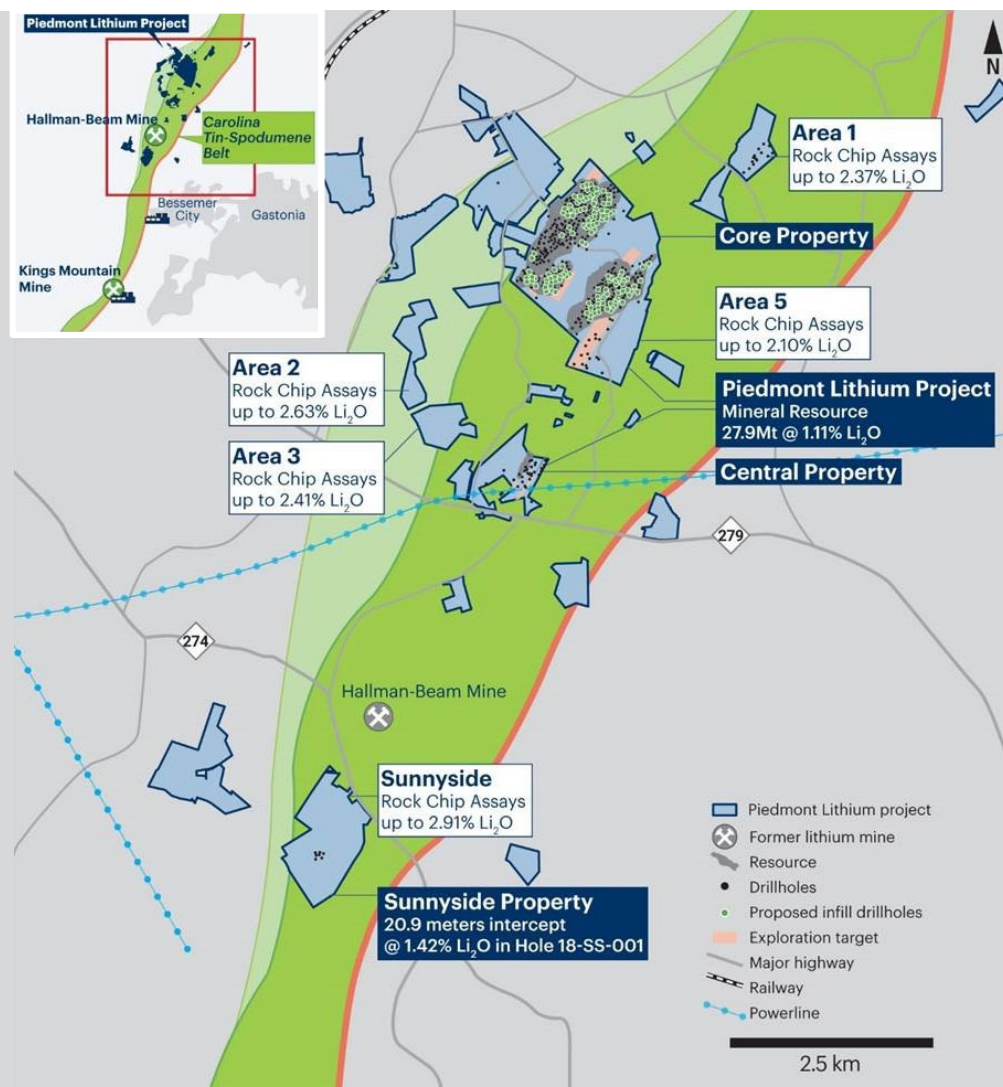 Piedmont Lithium Project
Hallman-Beam Mine
Carolina
Tin-Spodumene
Belt
Bessemer
City
Gastonia
Kings Mountain
Mine
N
Area 1
Rock Chip Assays
up to 2.37% Li₂O
Core Property
Area 5
Rock Chip Assays
up to 2.10% Li₂O
Area 2
Rock Chip Assays
up to 2.63% Li₂O
Piedmont Lithium Project
Mineral Resource
27.9Mt @ 1.11% Li₂O
Area 3
Rock Chip Assays
up to 2.41% Li₂O
Central Property
279
274
Hallman-Beam Mine
Sunnyside
Rock Chip Assays
up to 2.91% Li₂O
Sunnyside Property
20.9 meters intercept
@ 1.42% Li₂O in Hole 18-SS-001
Piedmont Lithium project
Former lithium mine
Resource
Drillholes
Proposed infill drillholes
Exploration target
Major highway
Railway
Powerline
2.5 km